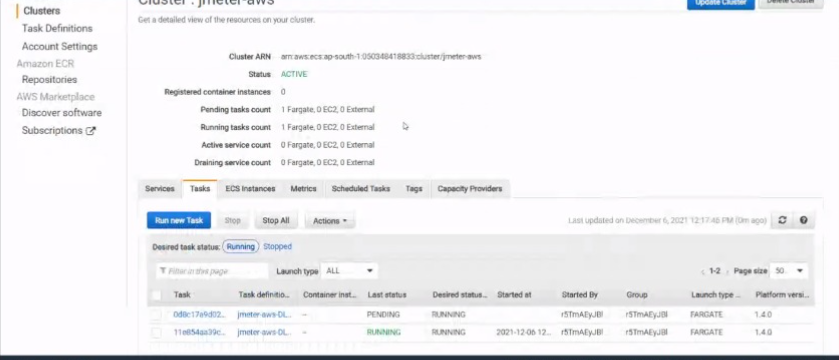 Clusters
Task Definitions
Account Settings
Amazon ECR
Repositories
AWS Marketplace
Discover software
Subscriptions
Cluster : jmeter-aws
Update Cluster
Delete Cluster
Get a detailed view of the resources on your cluster.
Cluster ARN arn:aws:ecs:ap-south-1:050348418833:cluster/jmeter-aws
Status ACTIVE
Registered container instances 0
Pending tasks count 1 Fargate, 0 EC2, 0 External
Running tasks count 1 Fargate, 0 EC2, 0 External
Active service count 0 Fargate, 0 EC2, 0 External
Draining service count 0 Fargate, 0 EC2, 0 External
Services Tasks ECS Instances Metrics Scheduled Tasks Tags Capacity Providers
Run new Task Stop Stop All Actions Last updated on December 6, 2021 12:17:45 PM (0m ago)
Desired task status: Running Stopped
Filter in this page Launch type ALL 1-2 Page size 50
Task Task definitio... Container inst... Last status Desired status... Started at Started By Group Launch type ... Platform versi...
0d8c17a9d02... jmeter-aws-DL... -- PENDING RUNNING r5TmAEyJBl r5TmAEyJBl FARGATE 1.4.0
11e854aa39c... jmeter-aws-DL... -- RUNNING RUNNING 2021-12-06 12... r5TmAEyJBl r5TmAEyJBl FARGATE 1.4.0